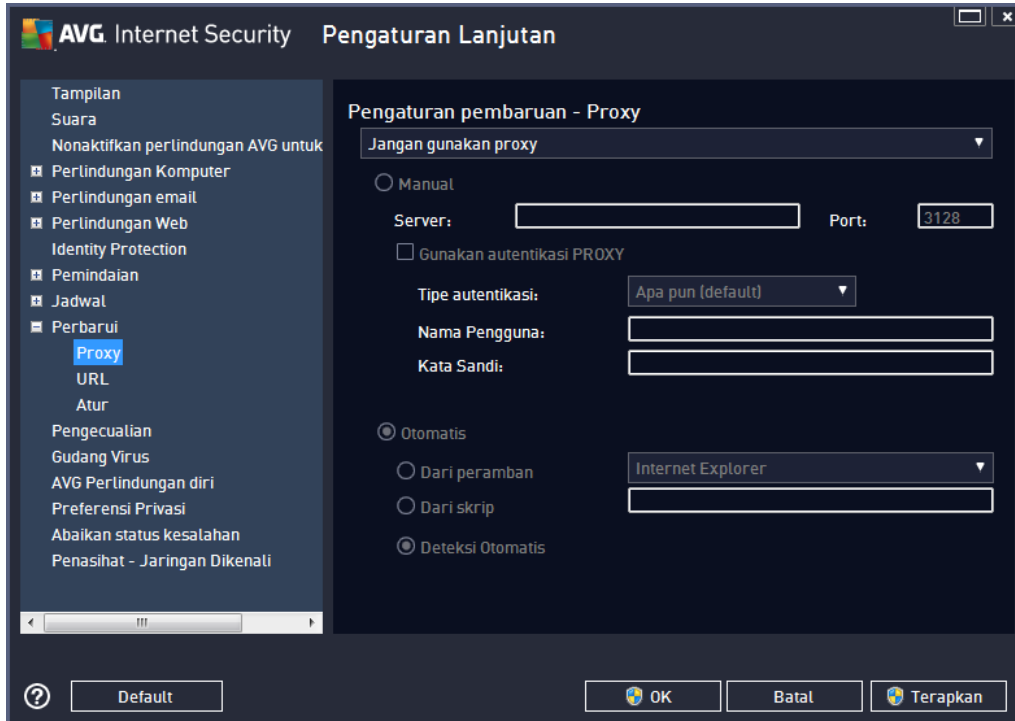 AVG. Internet Security Pengaturan Lanjutan
Tampilan
Suara
Nonaktifkan perlindungan AVG untuk
Perlindungan Komputer
Perlindungan email
Perlindungan Web
Identity Protection
Pemindaian
Jadwal
Perbarui
Proxy
URL
Atur
Pengecualian
Gudang Virus
AVG Perlindungan diri
Preferensi Privasi
Abaikan status kesalahan
Penasihat - Jaringan Dikenali
Pengaturan pembaruan - Proxy
Jangan gunakan proxy
Manual
Server: Port: 3128
Gunakan autentikasi PROXY
Tipe autentikasi: Apa pun (default)
Nama Pengguna:
Kata Sandi:
Otomatis
Dari peramban Internet Explorer
Dari skrip
Deteksi Otomatis
? Default OK Batal Terapkan